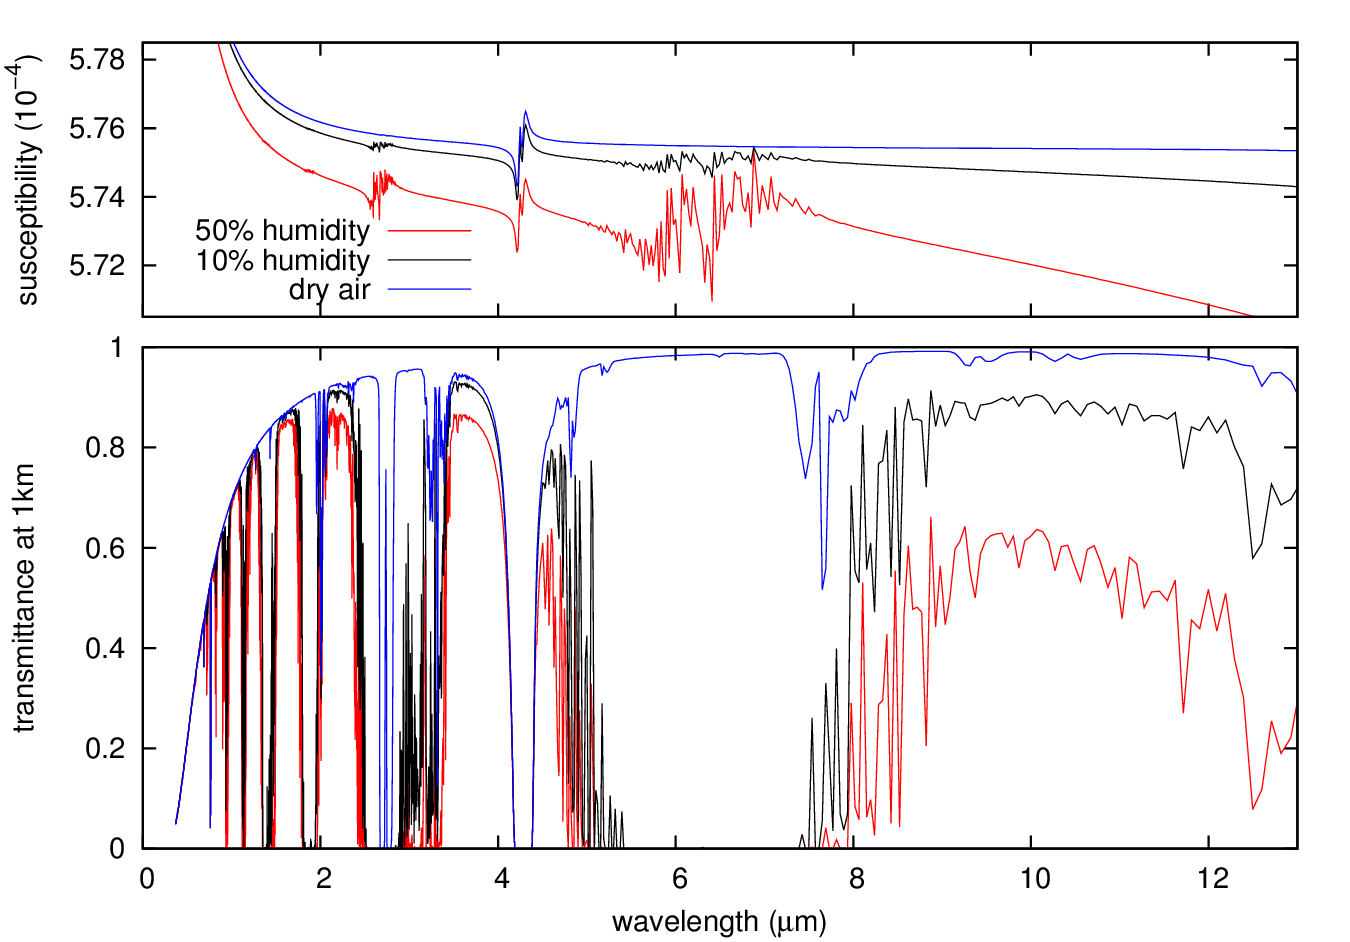 susceptibility (10⁻⁴)
5.78
5.76
5.74
5.72
50% humidity
10% humidity
dry air
transmittance at 1km
1
0.8
0.6
0.4
0.2
0
0 2 4 6 8 10 12
wavelength (μm)